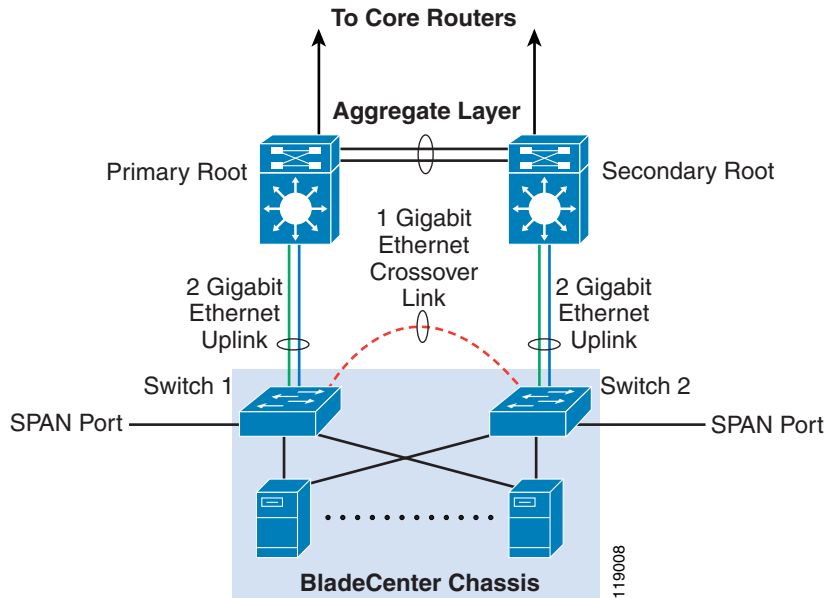 To Core Routers
Aggregate Layer
Primary Root
Secondary Root
1 Gigabit
Ethernet
Crossover
Link
2 Gigabit
Ethernet
Uplink
2 Gigabit
Ethernet
Uplink
Switch 1
Switch 2
SPAN Port
SPAN Port
BladeCenter Chassis
119008